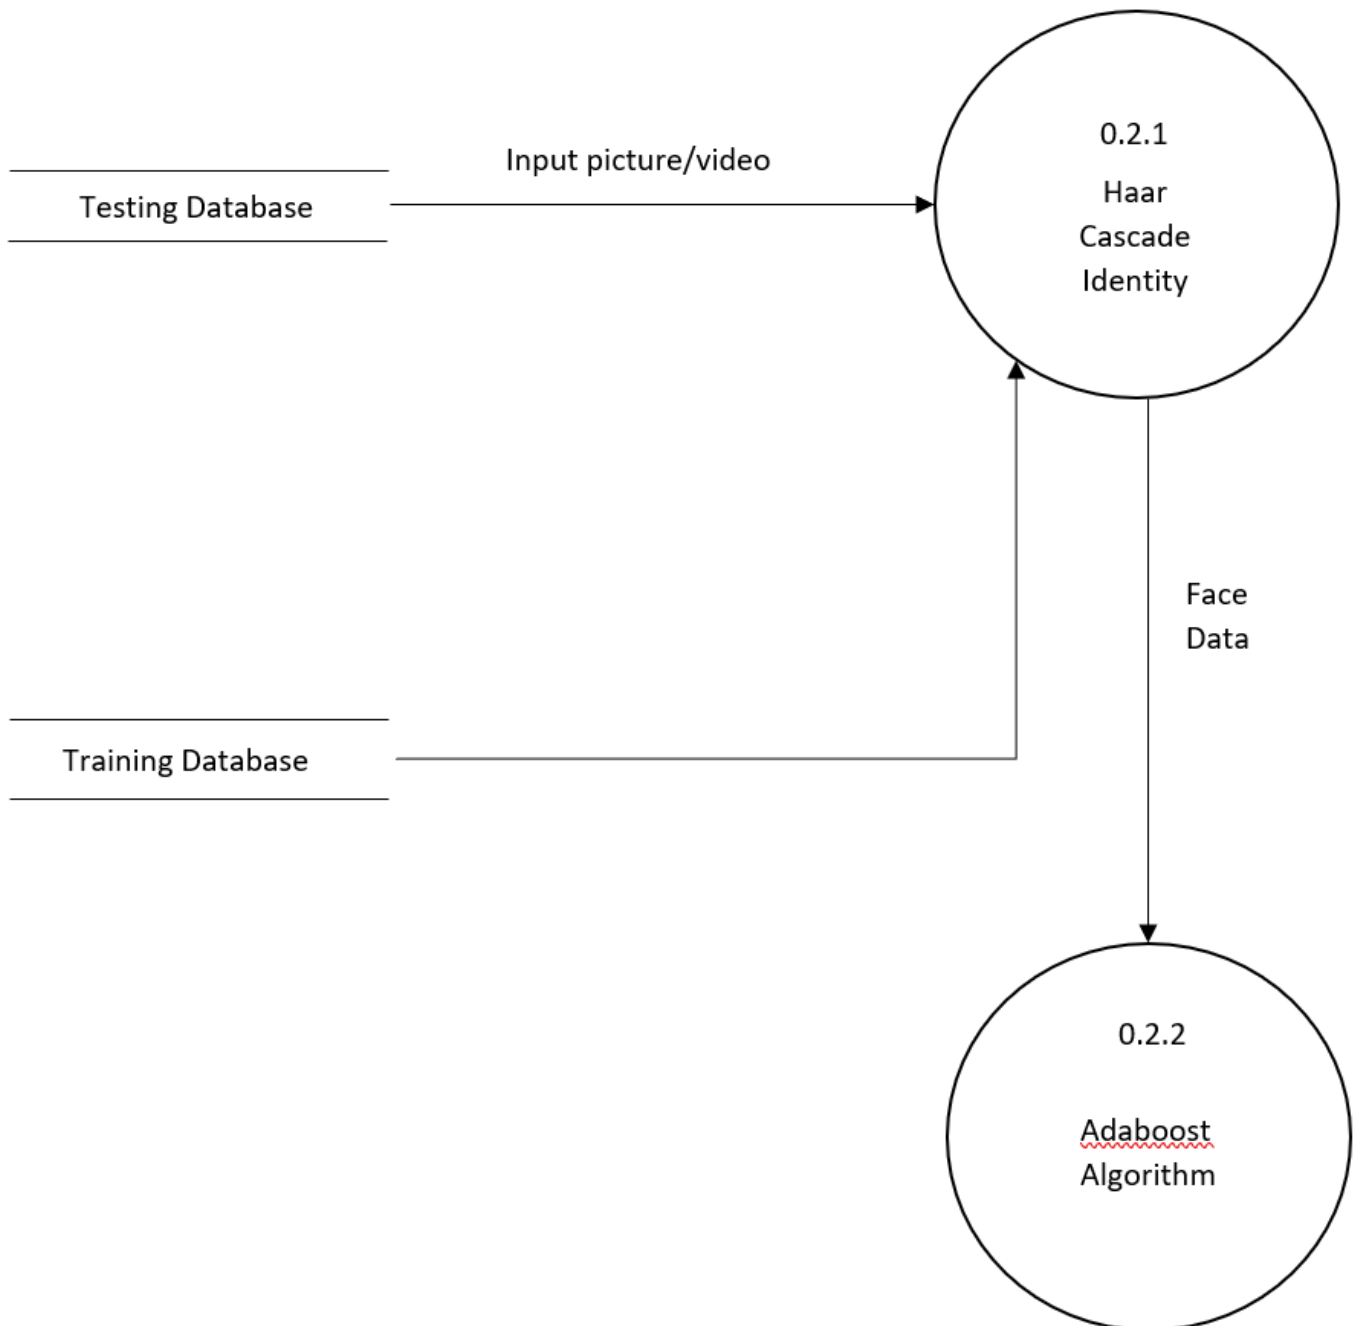 0.2.1
Input picture/video
Haar
Testing Database
Cascade
Identity
Face
Data
Training Database
0.2.2
Adaboost
Algorithm